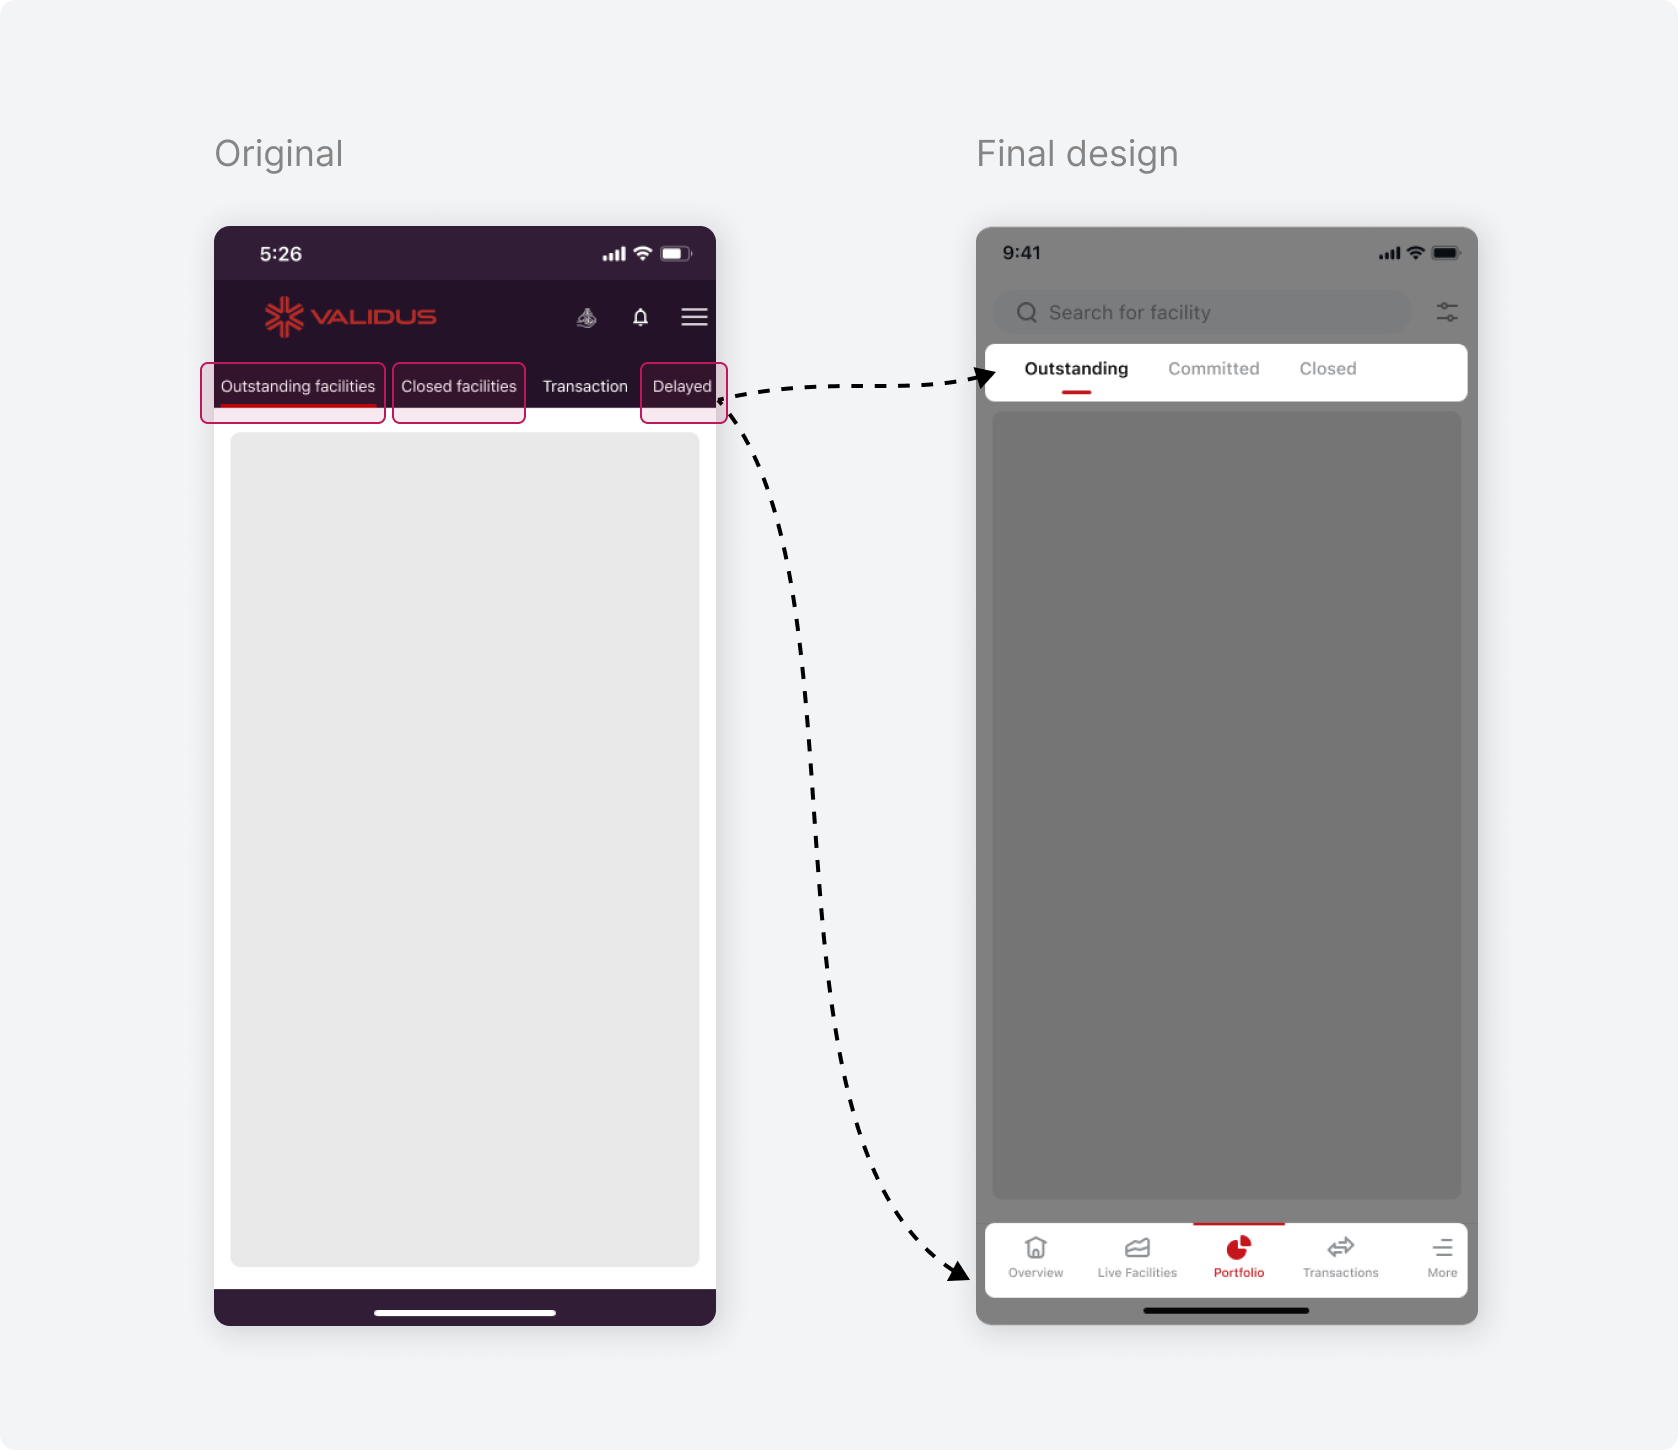 Original
Final design
5:26
VALIDUS
Outstanding facilities
Closed facilities
Transaction
Delayed
9:41
Search for facility
Outstanding
Committed
Closed
Overview
Live Facilities
Portfolio
Transactions
More